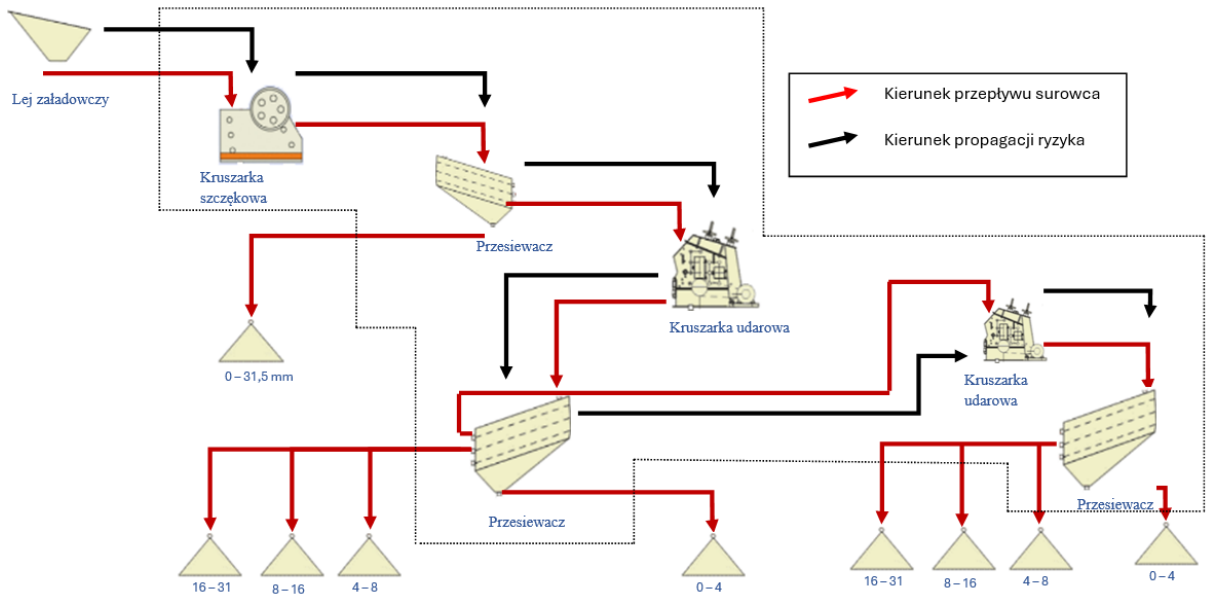 Lej załadowczy
Kierunek przepływu surowca
Kierunek propagacji ryzyka
Kruszarka
szczękowa
Przesiewacz
Kruszarka udarowa
0 – 31,5 mm
Kruszarka
udarowa
Przesiewacz
Przesiewacz
16 – 31
8 – 16
4 – 8
0 – 4
16 – 31
8 – 16
4 – 8
0 – 4